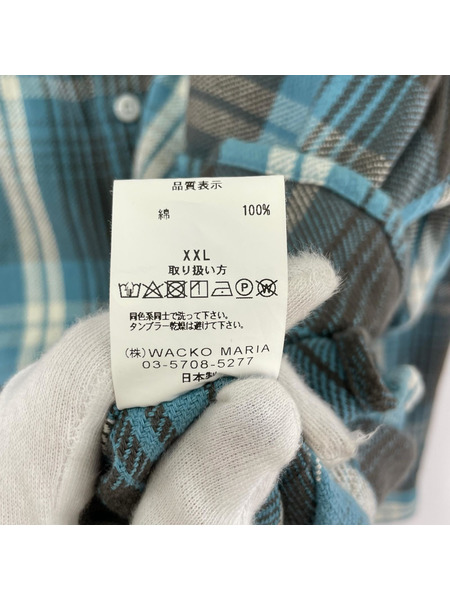 品質表示
綿 100%
XXL
取り扱い方
同色系同士で洗って下さい。
タンブラー乾燥は避けて下さい。
(株) WACKO MARIA
03-5708-5277
日本製